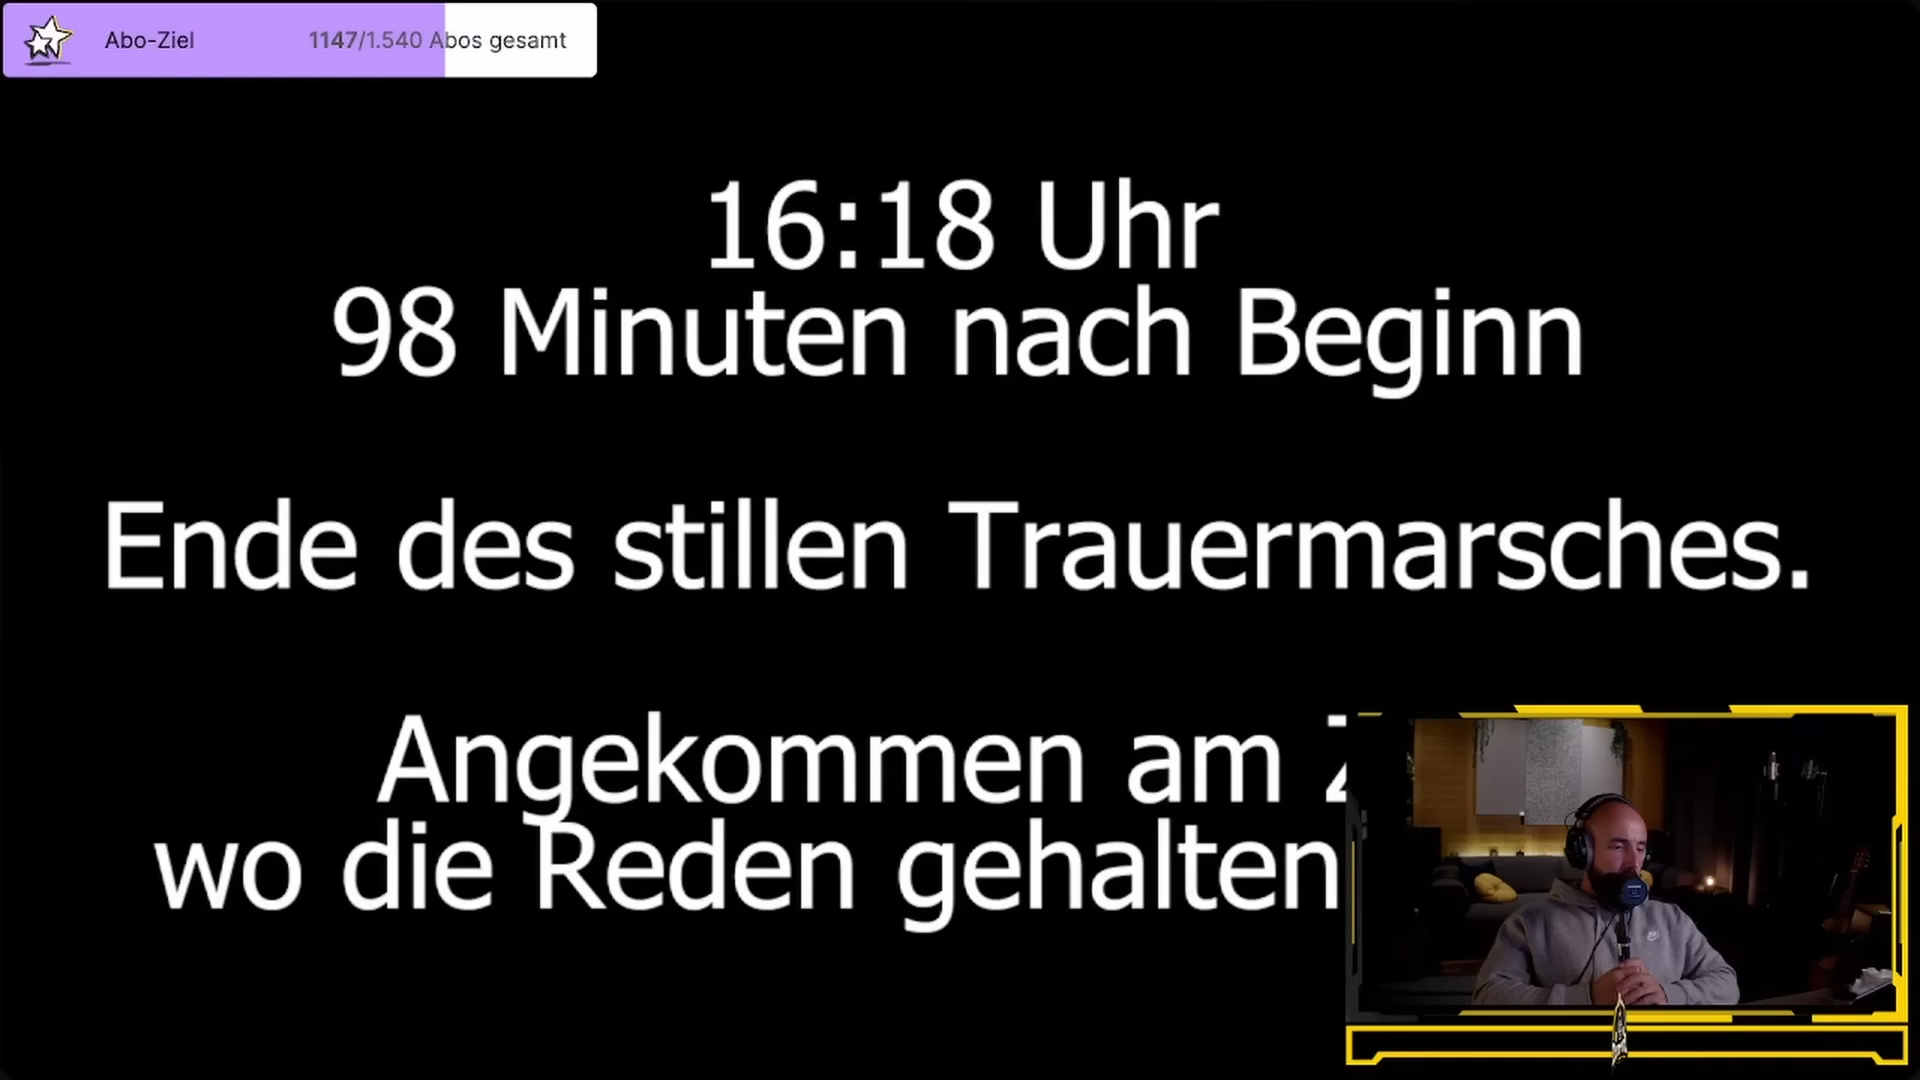 Abo-Ziel 1147/1.540 Abos gesamt
16:18 Uhr
98 Minuten nach Beginn
Ende des stillen Trauermarsches.
Angekommen am
wo die Reden gehalten